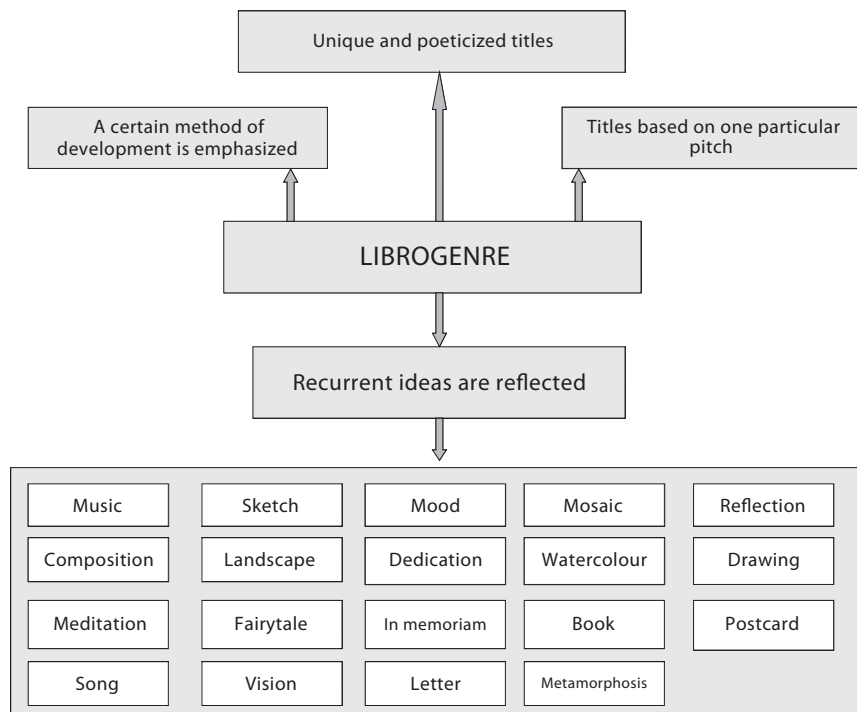 Unique and poeticized titles
A certain method of
development is emphasized
Titles based on one particular
pitch
LIBROGENRE
Recurrent ideas are reflected
Music
Sketch
Mood
Mosaic
Reflection
Composition
Landscape
Dedication
Watercolour
Drawing
Meditation
Fairytale
In memoriam
Book
Postcard
Song
Vision
Letter
Metamorphosis